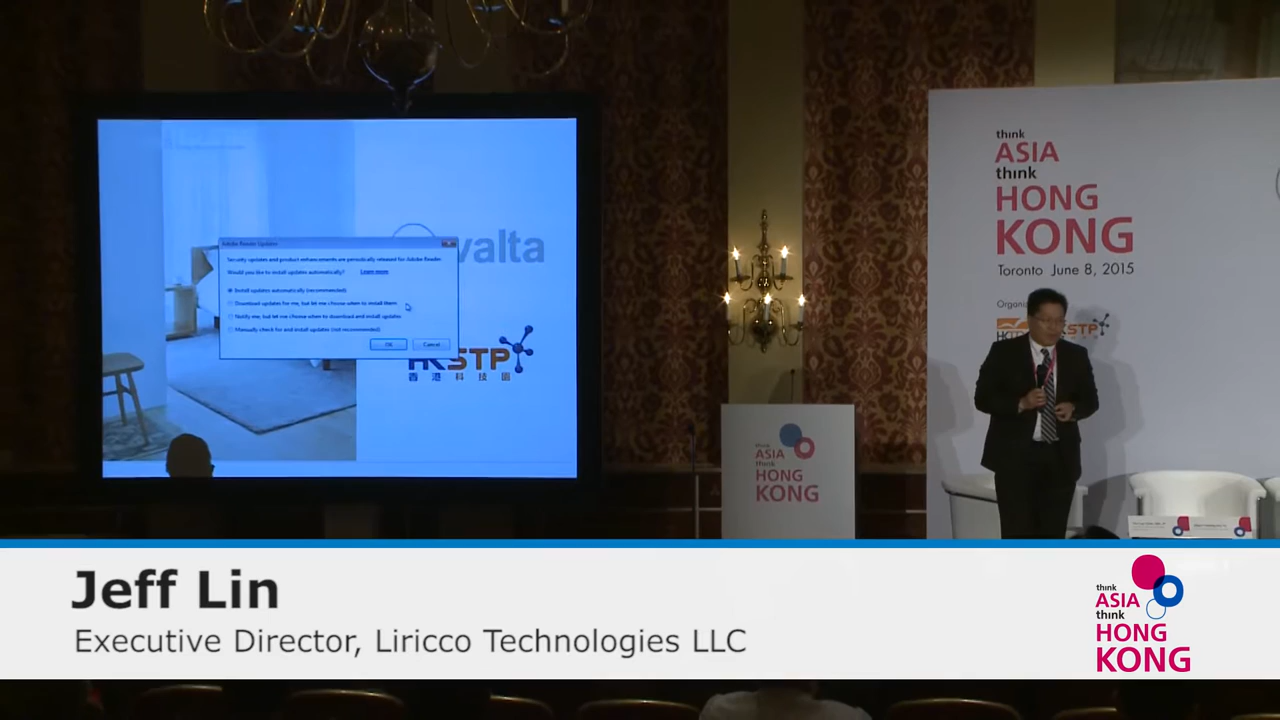 valta
Adobe Reader Updater
Security updates and product enhancements are periodically released for Adobe Reader.
Would you like to install updates automatically? Learn more
Install updates automatically (recommended)
Download updates for me, but let me choose when to install them
Notify me, but let me choose when to download and install updates
Manually check for and install updates (not recommended)
OK Cancel
HKSTP
香港科技園
think
ASIA
think
HONG
KONG
Toronto June 8, 2015
think
ASIA
think
HONG
KONG
Jeff Lin
Executive Director, Liricco Technologies LLC
think
ASIA
think
HONG
KONG